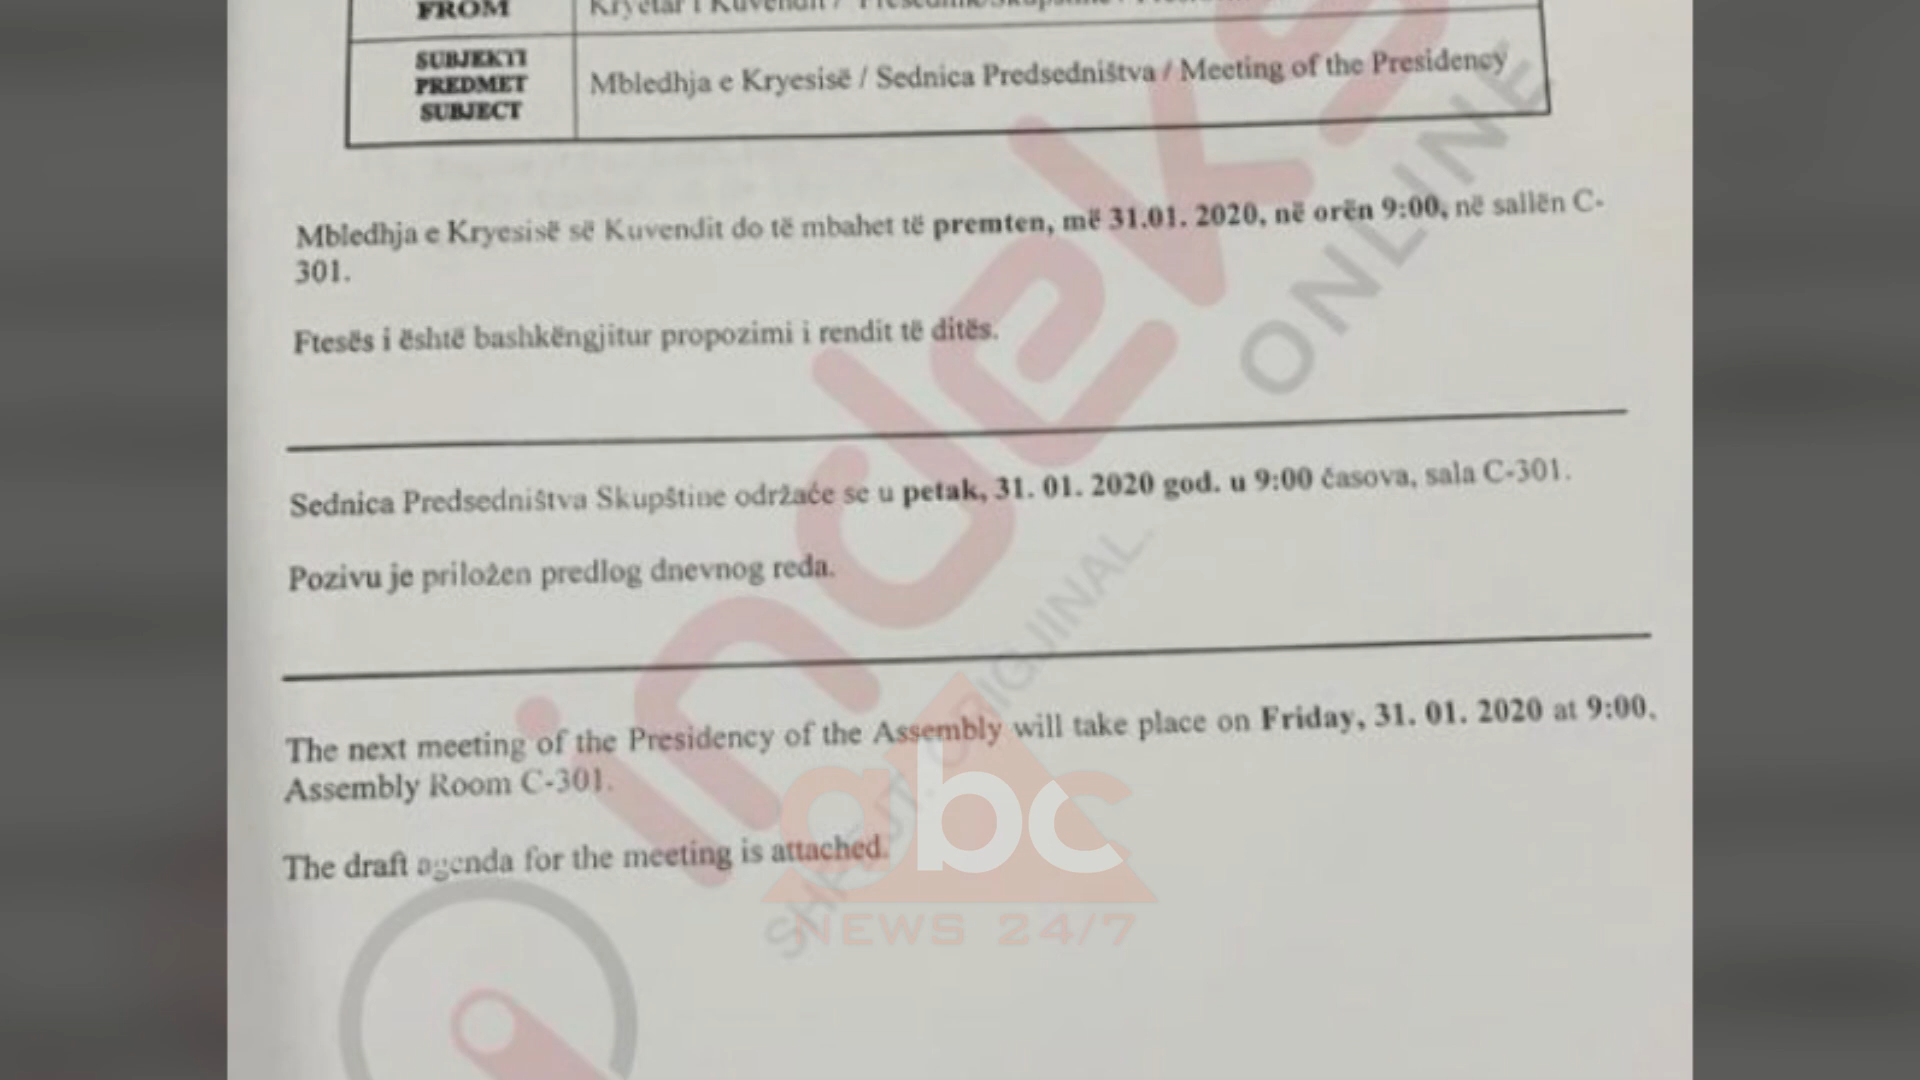 FROM
Kryetar i Kuvendit /
SUBJEKTI
PREDMET
SUBJECT
Mbledhja e Kryesisë / Sednica Predsedništva / Meeting of the Presidency
Mbledhja e Kryesisë së Kuvendit do të mbahet të premten, më 31.01. 2020, në orën 9:00, në sallën C-
301.
Ftesës i është bashkëngjitur propozimi i rendit të ditës.
Sednica Predsedništva Skupštine održaće se u petak, 31. 01. 2020 god. u 9:00 časova, sala C-301.
Pozivu je priložen predlog dnevnog reda.
The next meeting of the Presidency of the Assembly will take place on Friday, 31. 01. 2020 at 9:00,
Assembly Room C-301.
The draft agenda for the meeting is attached.
indeks
ONLINE
abc
NEWS 24/7